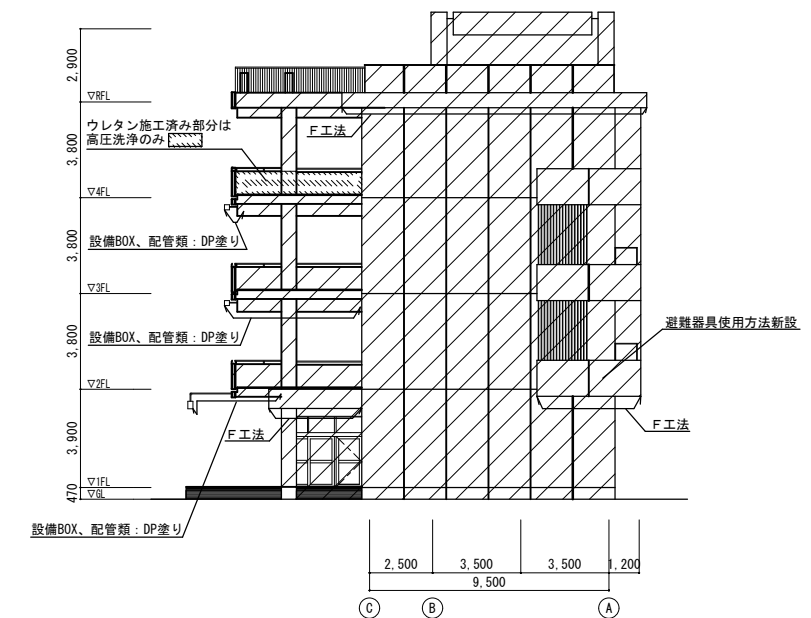 2,900
▽RFL
ウレタン施工済み部分は
高圧洗浄のみ
F工法
3,800
▽4FL
設備BOX、配管類：DP塗り
3,800
▽3FL
設備BOX、配管類：DP塗り
避難器具使用方法新設
3,800
▽2FL
F工法
F工法
3,900
▽1FL
470
▽GL
設備BOX、配管類：DP塗り
2,500
3,500
3,500
1,200
9,500
C
B
A